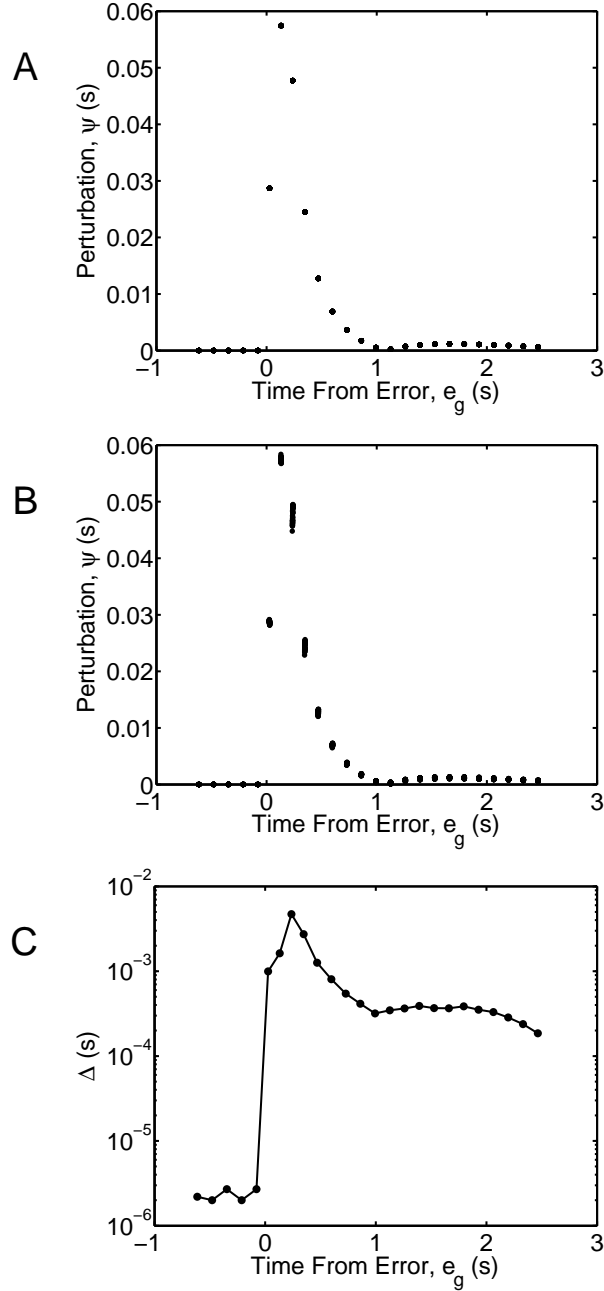 A
Perturbation, ψ (s)
0.06
0.05
0.04
0.03
0.02
0.01
0
−1 0 1 2 3
Time From Error, e_g (s)
B
Perturbation, ψ (s)
0.06
0.05
0.04
0.03
0.02
0.01
0
−1 0 1 2 3
Time From Error, e_g (s)
C
Δ (s)
10^−2
10^−3
10^−4
10^−5
10^−6
−1 0 1 2 3
Time From Error, e_g (s)